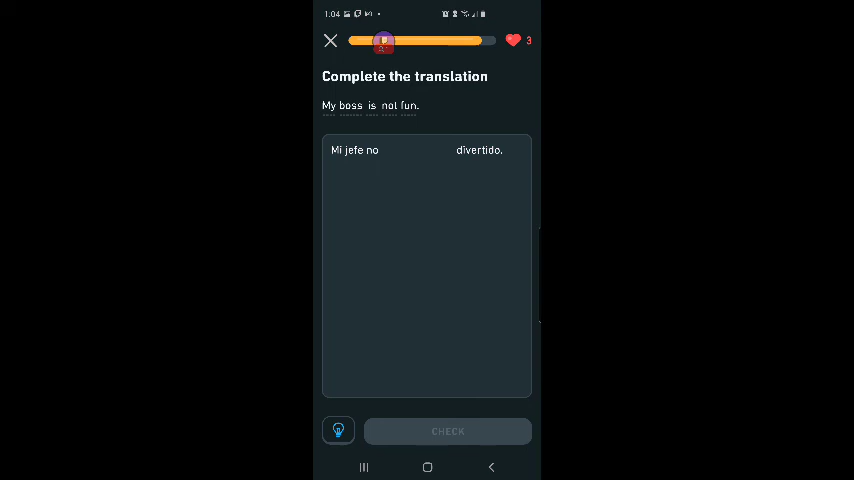 1:04
3
Complete the translation
My boss is not fun.
Mi jefe no divertido.
CHECK